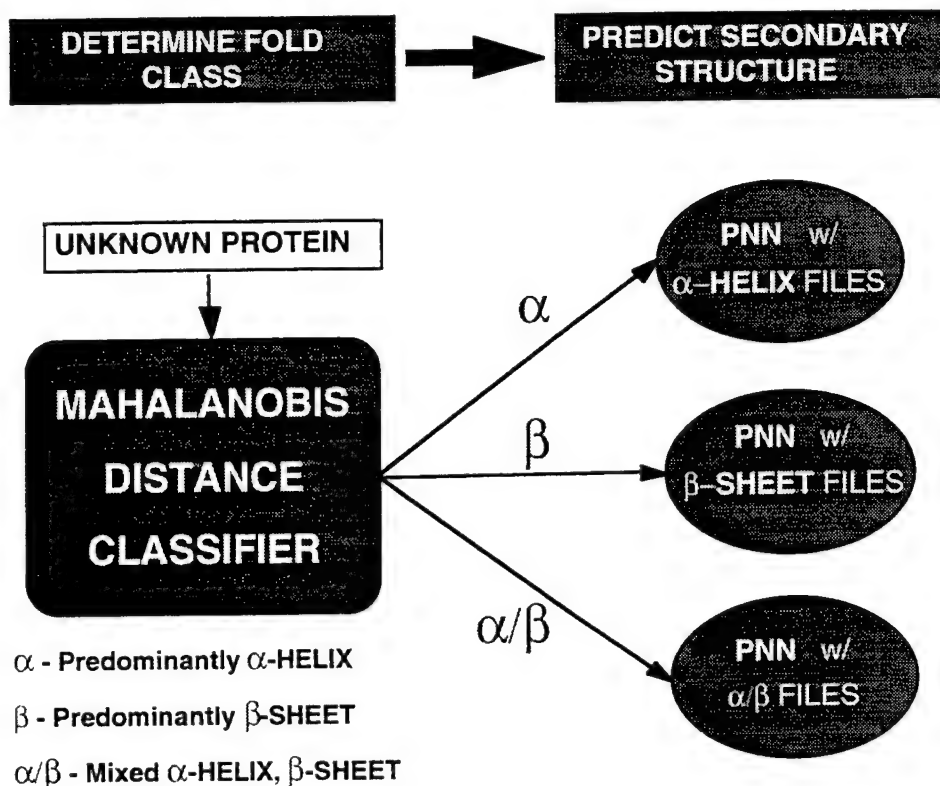 DETERMINE FOLD
CLASS
PREDICT SECONDARY
STRUCTURE
UNKNOWN PROTEIN
MAHALANOBIS
DISTANCE
CLASSIFIER
α
β
α/β
PNN w/
α–HELIX FILES
PNN w/
β–SHEET FILES
PNN w/
α/β FILES
α - Predominantly α-HELIX
β - Predominantly β-SHEET
α/β - Mixed α-HELIX, β-SHEET